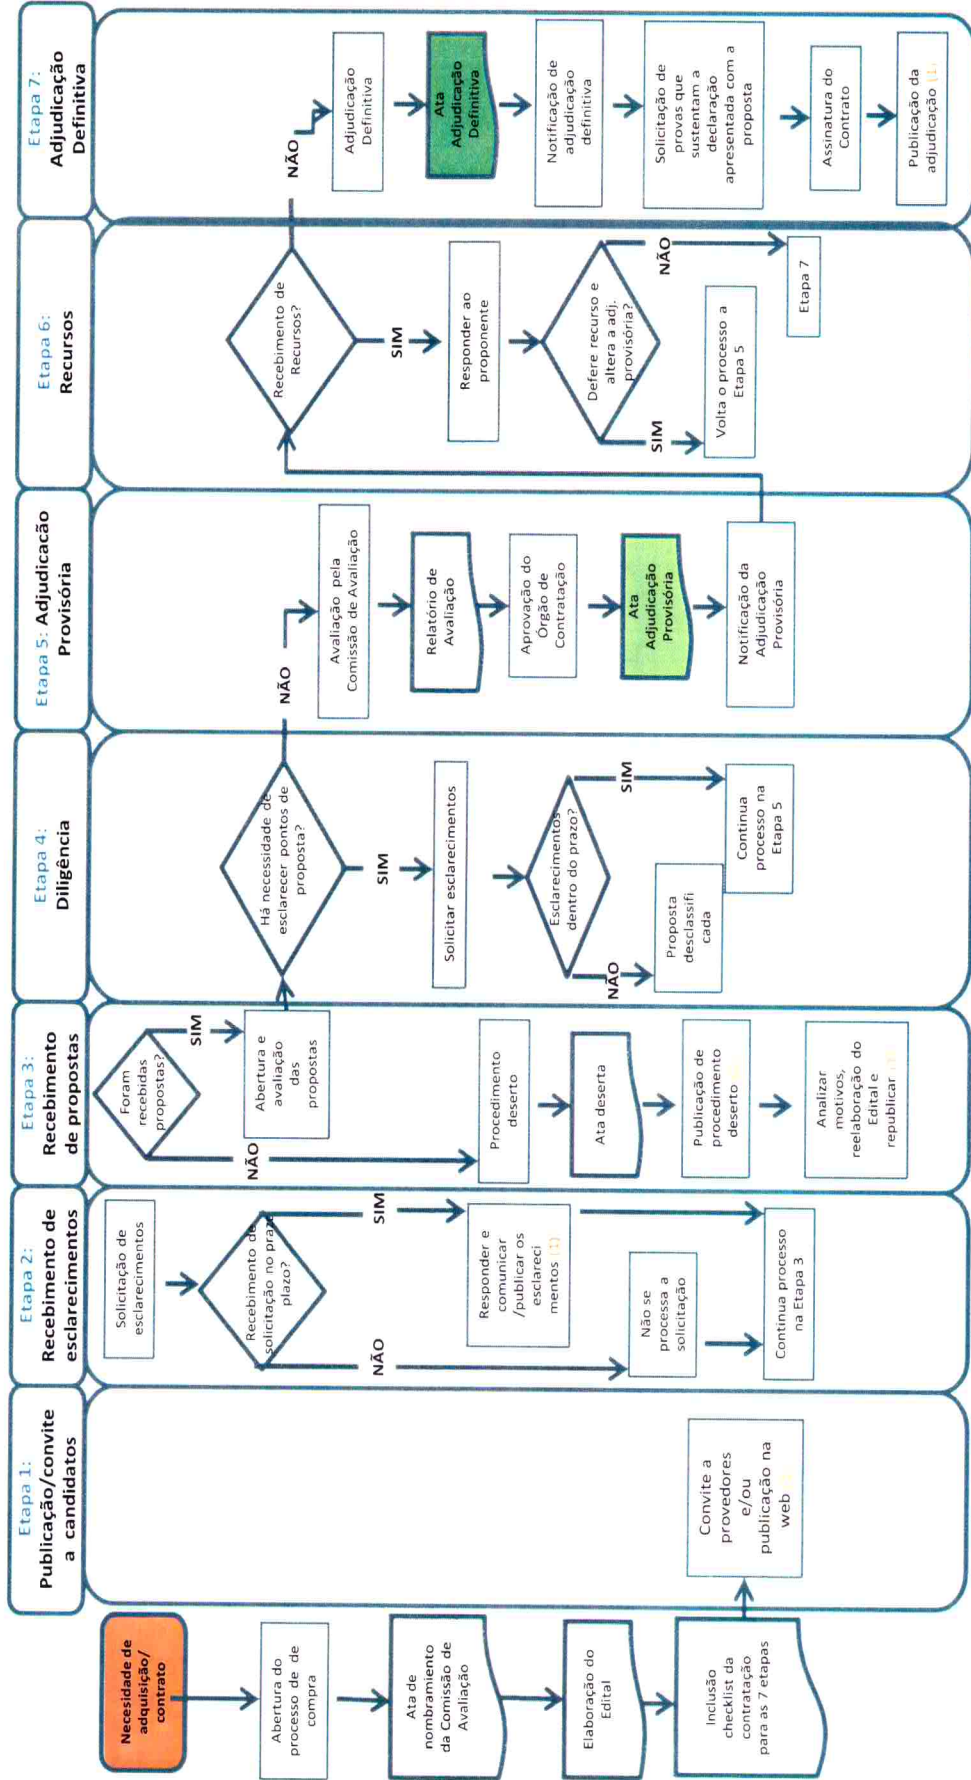 Necesidade de
adquisição/
contrato
Abertura do
processo de de
compra
Ata de
nombramento
da Comissão de
Avaliação
Elaboração do
Edital
Inclusão
checklist da
contratação
para as 7 etapas
Etapa 1:
Publicação/convite
a candidatos
Convite a
provedores
e/ou
publicação na
web
Etapa 2:
Recebimento de
esclarecimentos
Solicitação de
esclarecimentos
Recebimento de
solicitação no praze
plazo?
SIM
NÃO
Responder e
comunicar
/publicar os
esclareci
mentos (1)
Não se
processa a
solicitação
Continua processo
na Etapa 3
Etapa 3:
Recebimento
de propostas
Foram
recebidas
propostas?
SIM
NÃO
Abertura e
avaliação
das
propostas
Procedimento
deserto
Ata deserta
Publicação de
procedimento
deserto
Analizar
motivos,
reelaboração do
Edital e
republicar
Etapa 4:
Diligência
Há necessidade de
esclarecer pontos de
proposta?
NÃO
SIM
Solicitar esclarecimentos
Esclarecimentos
dentro do prazo?
SIM
NÃO
Proposta
desclassifi
cada
Continua
processo na
Etapa 5
Etapa 5: Adjudicacão
Provisória
Avaliação pela
Comissão de Avaliação
Relatório de
Avaliação
Aprovação do
Órgão de
Contratação
Ata
Adjudicação
Provisória
Notificação da
Adjudicação
Provisória
Etapa 6:
Recursos
Recebimento de
Recursos?
NÃO
SIM
Responder ao
proponente
Defere recurso e
altera a adj.
provisória?
SIM
NÃO
Volta o processo a
Etapa 5
Etapa 7
Etapa 7:
Adjudicação
Definitiva
Adjudicação
Definitiva
Ata
Adjudicação
Definitiva
Notificação de
adjudicação
definitiva
Solicitação de
provas que
sustentam a
declaração
apresentada com a
proposta
Assinatura do
Contrato
Publicação da
adjudicação (1)